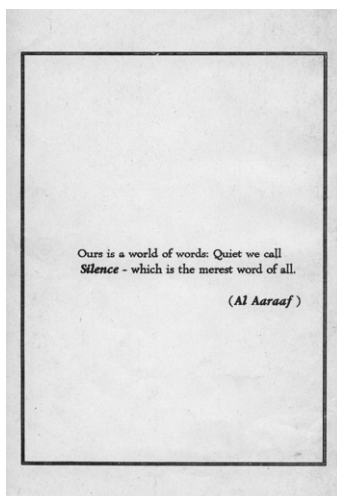 Ours is a world of words: Quiet we call
Silence - which is the merest word of all.
(Al Aaraaf)